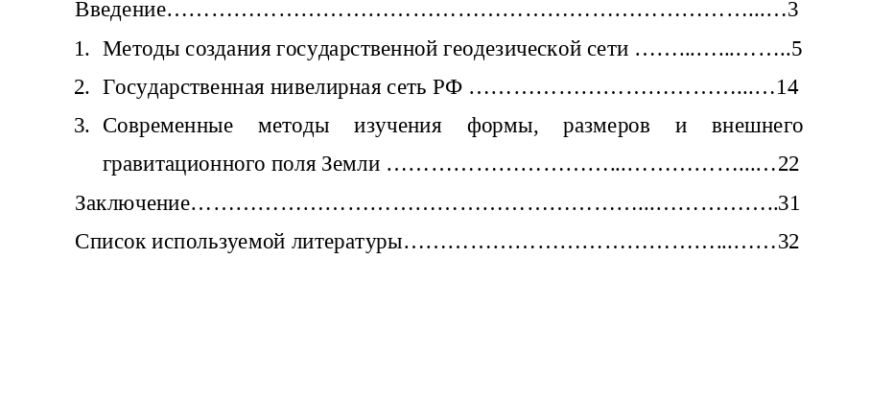 Введение…………………………………………………………………...…3
1. Методы создания государственной геодезической сети ……...…..……..5
2. Государственная нивелирная сеть РФ ……………………………....…14
3. Современные методы изучения формы, размеров и внешнего
гравитационного поля Земли …………………………...……………...…22
Заключение……………………………………………………...……………..31
Список используемой литературы……………………………………..……32